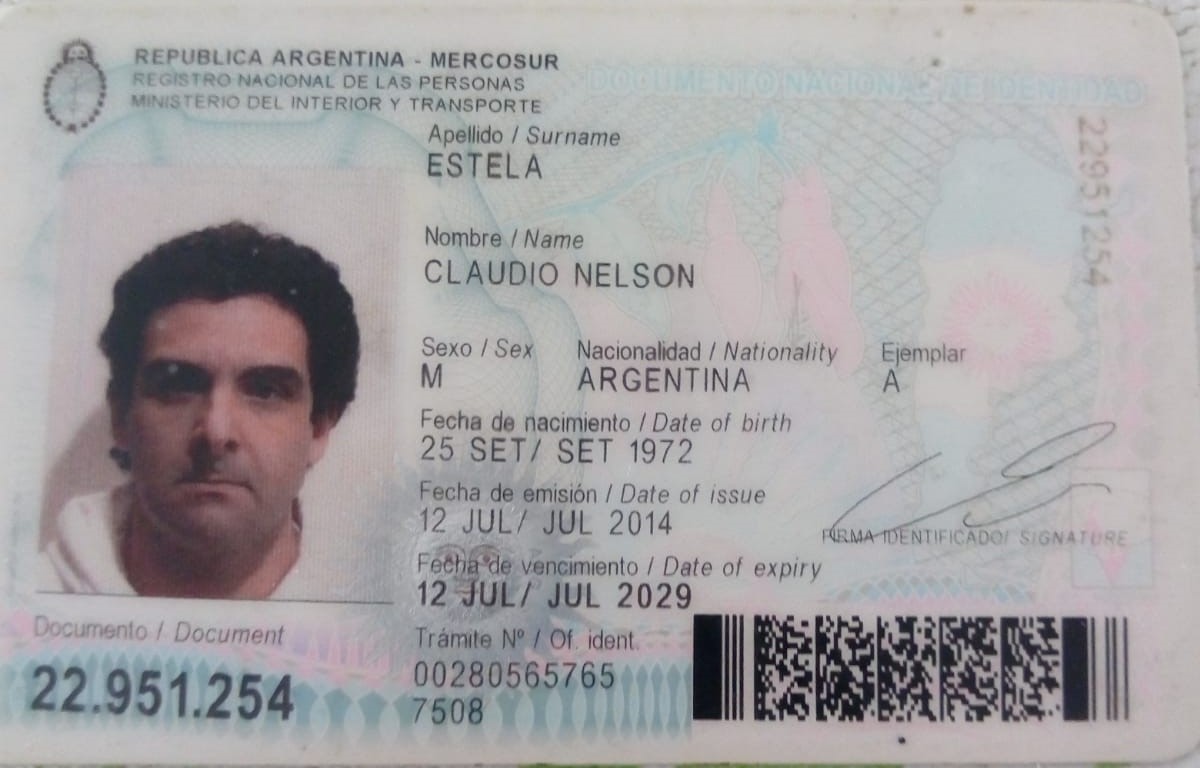 REPUBLICA ARGENTINA - MERCOSUR
REGISTRO NACIONAL DE LAS PERSONAS
MINISTERIO DEL INTERIOR Y TRANSPORTE
DOCUMENTO NACIONAL DE IDENTIDAD
Apellido / Surname
ESTELA
Nombre / Name
CLAUDIO NELSON
Sexo / Sex Nacionalidad / Nationality Ejemplar
M ARGENTINA A
Fecha de nacimiento / Date of birth
25 SET/ SET 1972
Fecha de emisión / Date of issue
12 JUL/ JUL 2014
FIRMA IDENTIFICADO/ SIGNATURE
Fecha de vencimiento / Date of expiry
12 JUL/ JUL 2029
Documento / Document
22.951.254
Trámite Nº / Of. ident.
00280565765
7508
22951254